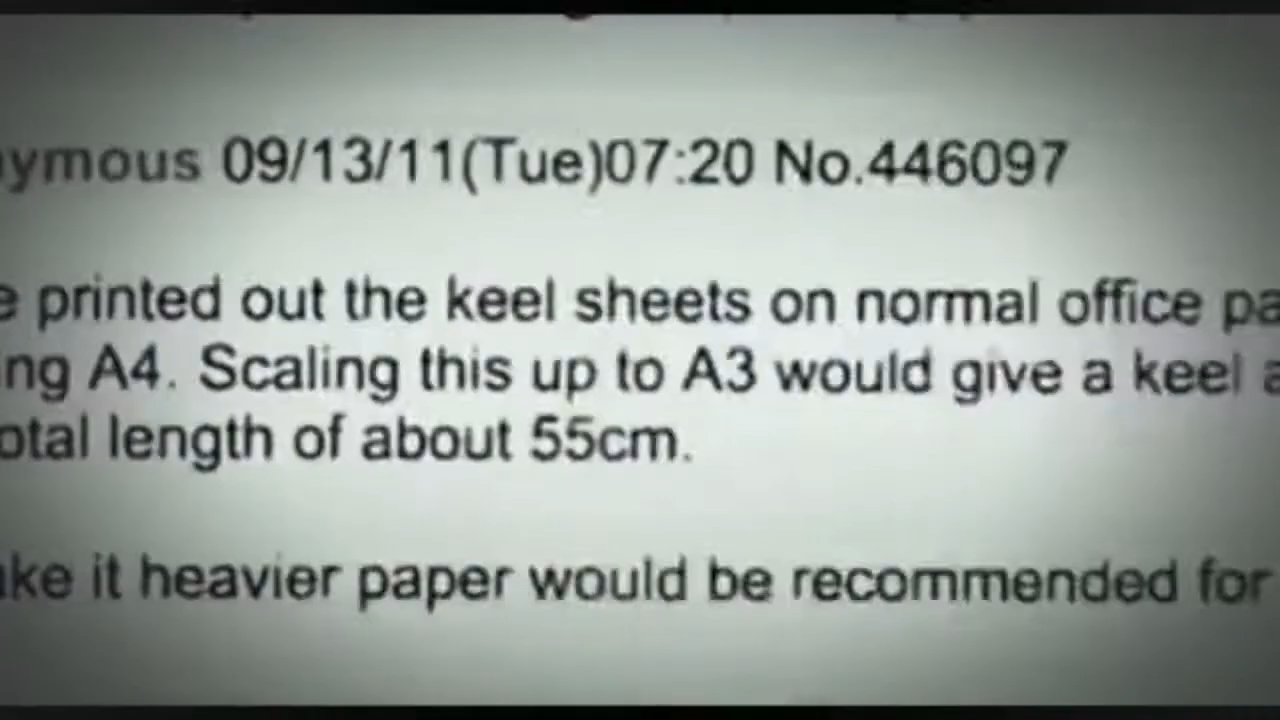 ymous 09/13/11(Tue)07:20 No.446097
e printed out the keel sheets on normal office pa
ng A4. Scaling this up to A3 would give a keel a
otal length of about 55cm.
ke it heavier paper would be recommended for